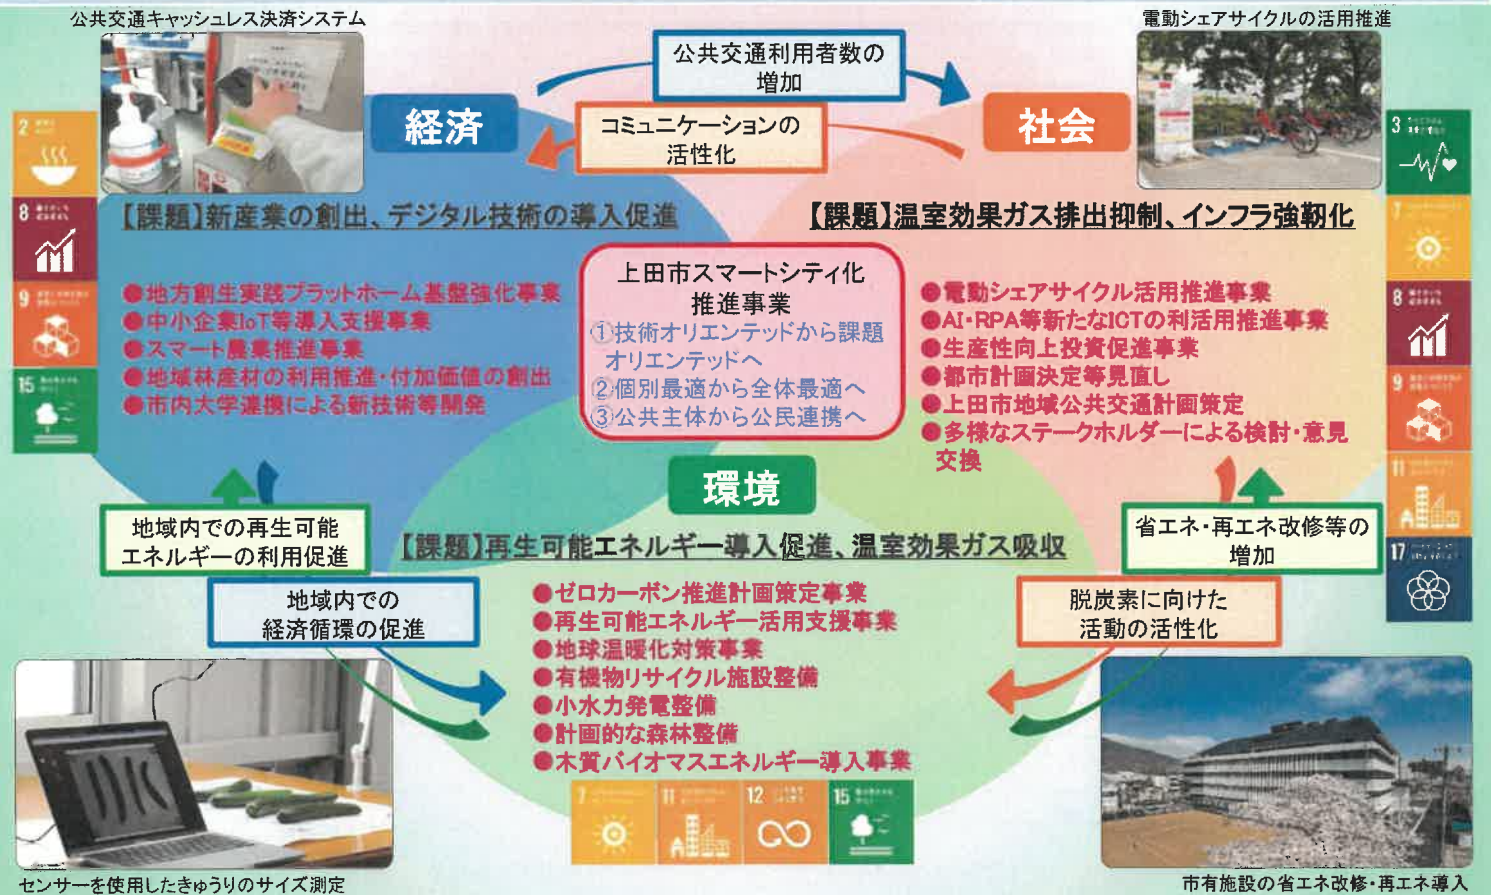 公共交通キャッシュレス決済システム
電動シェアサイクルの活用推進
公共交通利用者数の
増加
経済
社会
コミュニケーションの
活性化
【課題】新産業の創出、デジタル技術の導入促進
【課題】温室効果ガス排出抑制、インフラ強靭化
2
8
9
15
●地方創生実践プラットホーム基盤強化事業
●中小企業IoT等導入支援事業
●スマート農業推進事業
●地域林産材の利用推進・付加価値の創出
●市内大学連携による新技術等開発
上田市スマートシティ化
推進事業
①技術オリエンテッドから課題
オリエンテッドへ
②個別最適から全体最適へ
③公共主体から公民連携へ
●電動シェアサイクル活用推進事業
●AI・RPA等新たなICTの利活用推進事業
●生産性向上投資促進事業
●都市計画決定等見直し
●上田市地域公共交通計画策定
●多様なステークホルダーによる検討・意見
交換
3
7
8
9
11
17
環境
地域内での再生可能
エネルギーの利用促進
【課題】再生可能エネルギー導入促進、温室効果ガス吸収
省エネ・再エネ改修等の
増加
地域内での
経済循環の促進
●ゼロカーボン推進計画策定事業
●再生可能エネルギー活用支援事業
●地球温暖化対策事業
●有機物リサイクル施設整備
●小水力発電整備
●計画的な森林整備
●木質バイオマスエネルギー導入事業
脱炭素に向けた
活動の活性化
7
11
12
15
センサーを使用したきゅうりのサイズ測定
市有施設の省エネ改修・再エネ導入